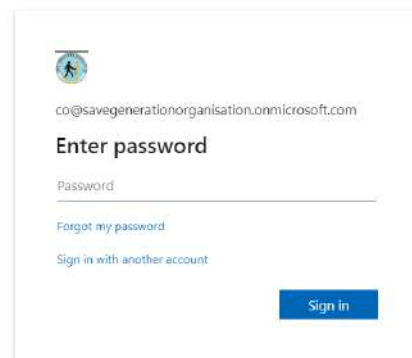 co@savegenerationorganisation.onmicrosoft.com
Enter password
Password
Forgot my password
Sign in with another account
Sign in